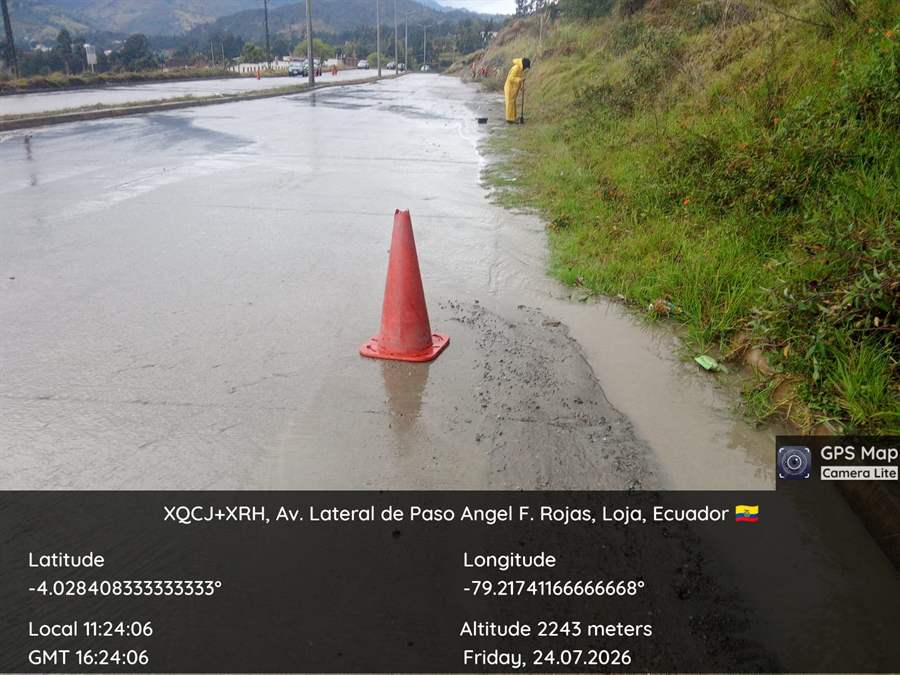 GPS Map
Camera Lite
XQCJ+XRH, Av. Lateral de Paso Angel F. Rojas, Loja, Ecuador
Latitude
-4.028408333333333°
Longitude
-79.21741166666668°
Local 11:24:06
GMT 16:24:06
Altitude 2243 meters
Friday, 24.07.2026